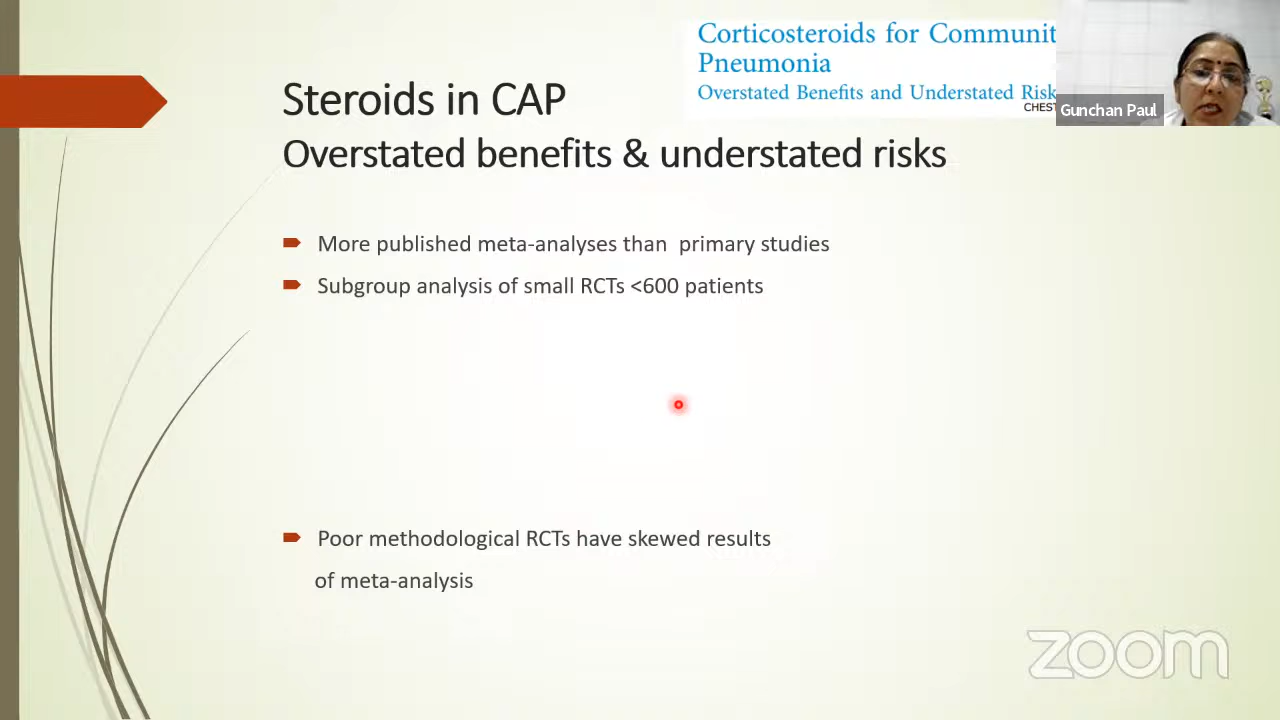 Corticosteroids for Communit
Pneumonia
Overstated Benefits and Understated Risk
CHEST
Gunchan Paul
Steroids in CAP
Overstated benefits & understated risks
More published meta-analyses than primary studies
Subgroup analysis of small RCTs <600 patients
Poor methodological RCTs have skewed results
of meta-analysis
zoom